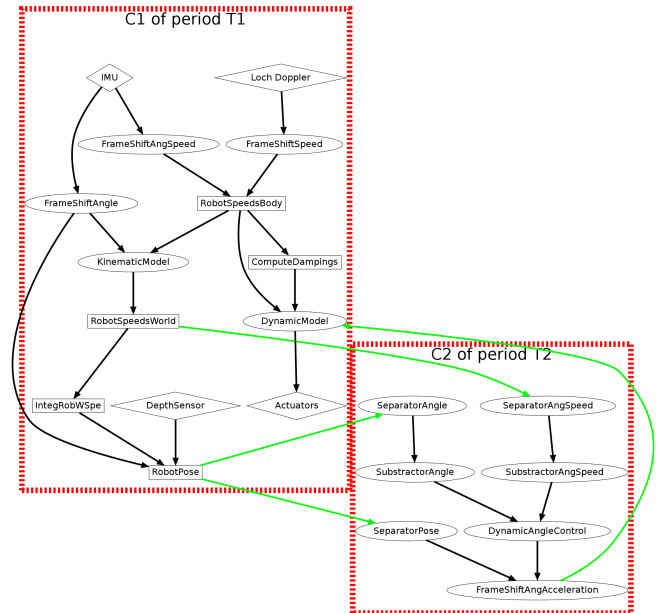 C1 of period T1
IMU
Loch Doppler
FrameShiftAngSpeed
FrameShiftSpeed
FrameShiftAngle
RobotSpeedsBody
KinematicModel
ComputeDampings
RobotSpeedsWorld
DynamicModel
C2 of period T2
IntegRobWSpe
DepthSensor
Actuators
SeparatorAngle
SeparatorAngSpeed
RobotPose
SubstractorAngle
SubstractorAngSpeed
SeparatorPose
DynamicAngleControl
FrameShiftAngAcceleration